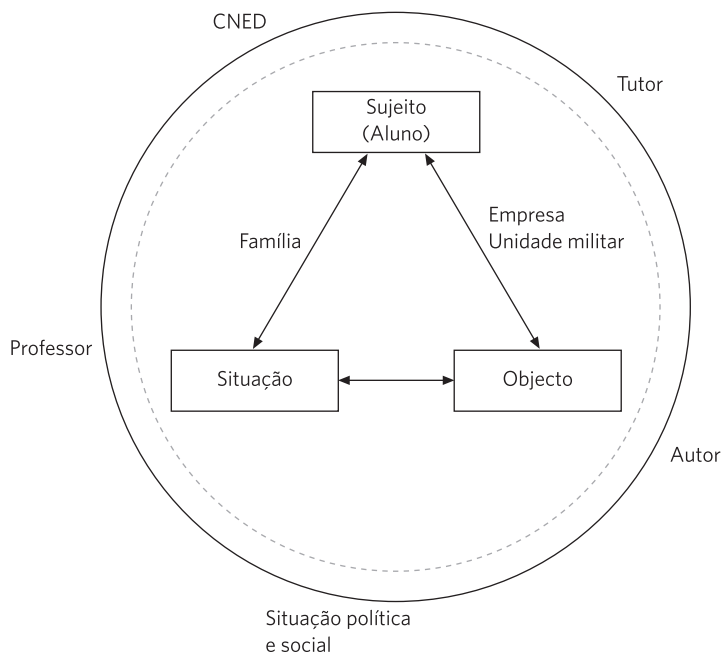 CNED
Tutor
Sujeito
(Aluno)
Empresa
Unidade militar
Família
Professor
Situação
Objecto
Autor
Situação política
e social